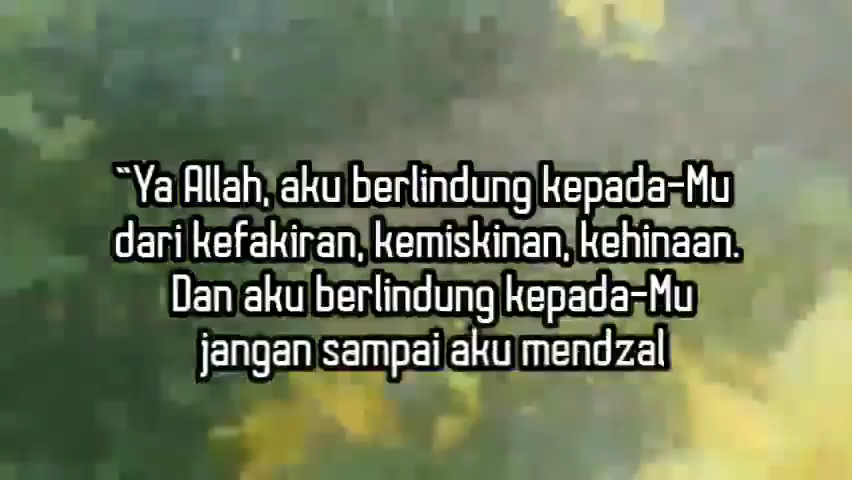 “Ya Allah, aku berlindung kepada-Mu
dari kefakiran, kemiskinan, kehinaan.
Dan aku berlindung kepada-Mu
jangan sampai aku mendzal